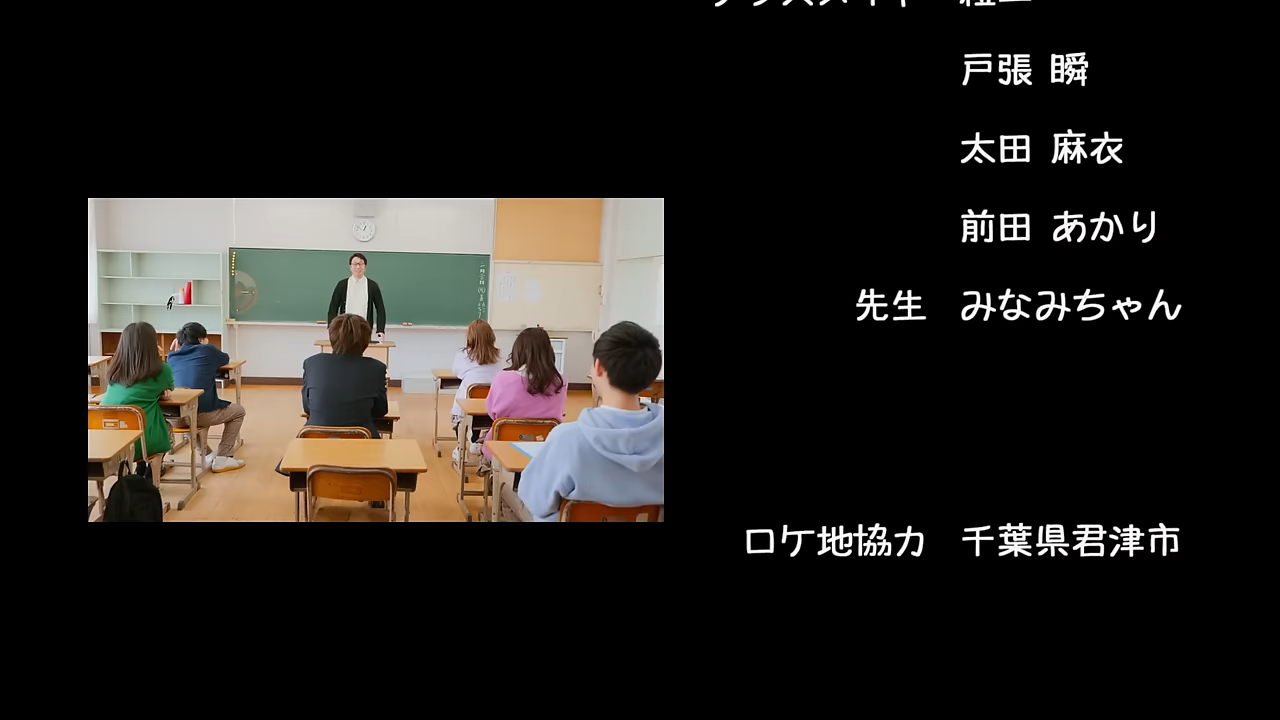 戸張 瞬
太田 麻衣
前田 あかり
先生 みなみちゃん
ロケ地協力 千葉県君津市